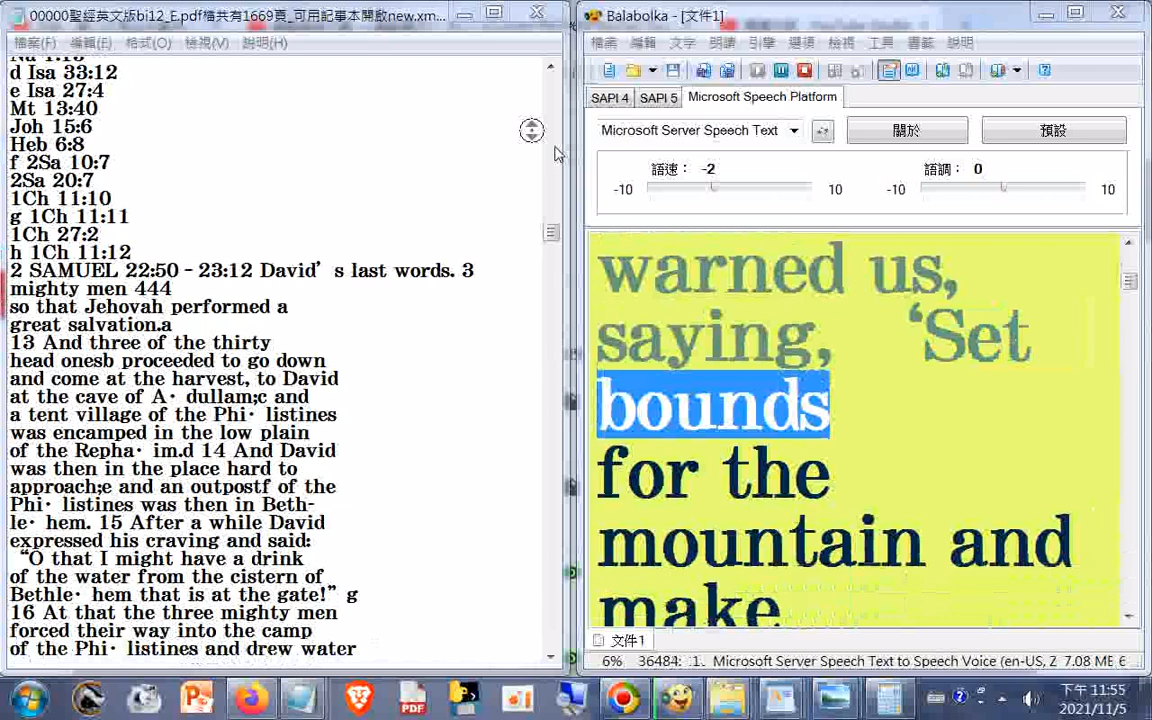 00000聖經英文版bi12_E.pdf檔共有1669頁_可用記事本開啟new.xm...
檔案(F) 編輯(E) 格式(O) 檢視(V) 說明(H)
Na 1:13
d Isa 33:12
e Isa 27:4
Mt 13:40
Joh 15:6
Heb 6:8
f 2Sa 10:7
2Sa 20:7
1Ch 11:10
g 1Ch 11:11
1Ch 27:2
h 1Ch 11:12
2 SAMUEL 22:50–23:12 David’s last words. 3
mighty men 444
so that Jehovah performed a
great salvation.a
13 And three of the thirty
head onesb proceeded to go down
and come at the harvest, to David
at the cave of A·dullam;c and
a tent village of the Phi·listines
was encamped in the low plain
of the Repha·im.d 14 And David
was then in the place hard to
approach;e and an outpostf of the
Phi·listines was then in Beth-
le·hem. 15 After a while David
expressed his craving and said:
“O that I might have a drink
of the water from the cistern of
Bethle·hem that is at the gate!” g
16 At that the three mighty men
forced their way into the camp
of the Phi·listines and drew water
Balabolka - [文件1]
檔案 編輯 文字 朗讀 引擎 選項 檢視 工具 書籤 說明
SAPI 4 SAPI 5 Microsoft Speech Platform
Microsoft Server Speech Text 關於 預設
語速： -2 語調： 0
-10 10 -10 10
warned us,
saying, ‘Set
bounds
for the
mountain and
make
文件1
6% 36484: 1. Microsoft Server Speech Text to Speech Voice (en-US, Z 7.08 MB 6
PDF
下午 11:55
2021/11/5